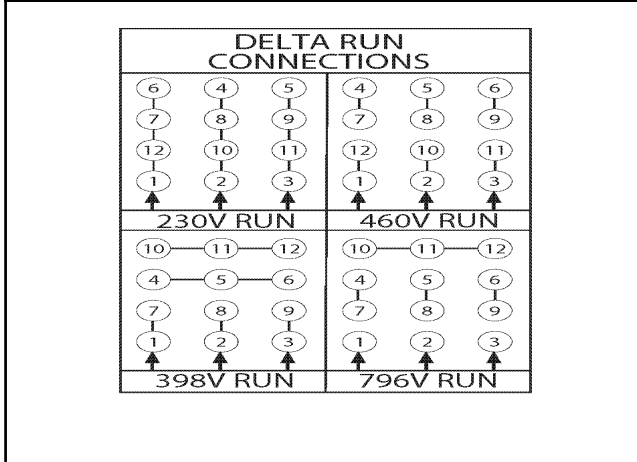 DELTA RUN
CONNECTIONS
6 4 5 4 5 6
7 8 9 7 8 9
12 10 11 12 10 11
1 2 3 1 2 3
230V RUN 460V RUN
10 11 12 10 11 12
4 5 6 4 5 6
7 8 9 7 8 9
1 2 3 1 2 3
398V RUN 796V RUN